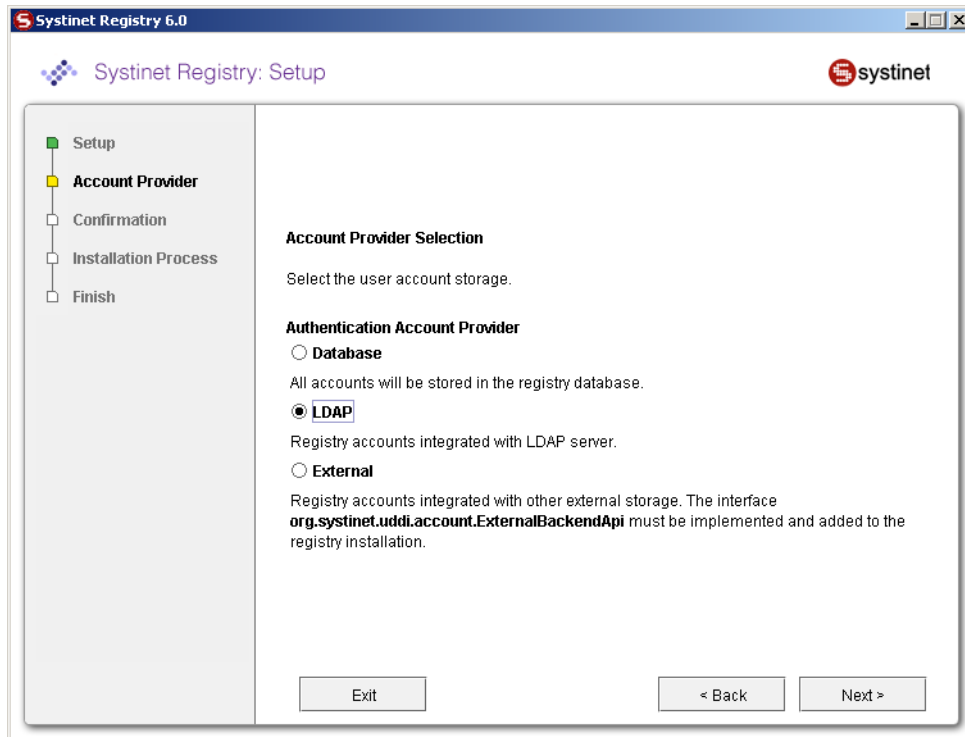 Systinet Registry 6.0
Systinet Registry: Setup
systinet
Setup
Account Provider
Confirmation
Installation Process
Finish
Account Provider Selection
Select the user account storage.
Authentication Account Provider
Database
All accounts will be stored in the registry database.
LDAP
Registry accounts integrated with LDAP server.
External
Registry accounts integrated with other external storage. The interface
org.systinet.uddi.account.ExternalBackendApi must be implemented and added to the
registry installation.
Exit
< Back
Next >